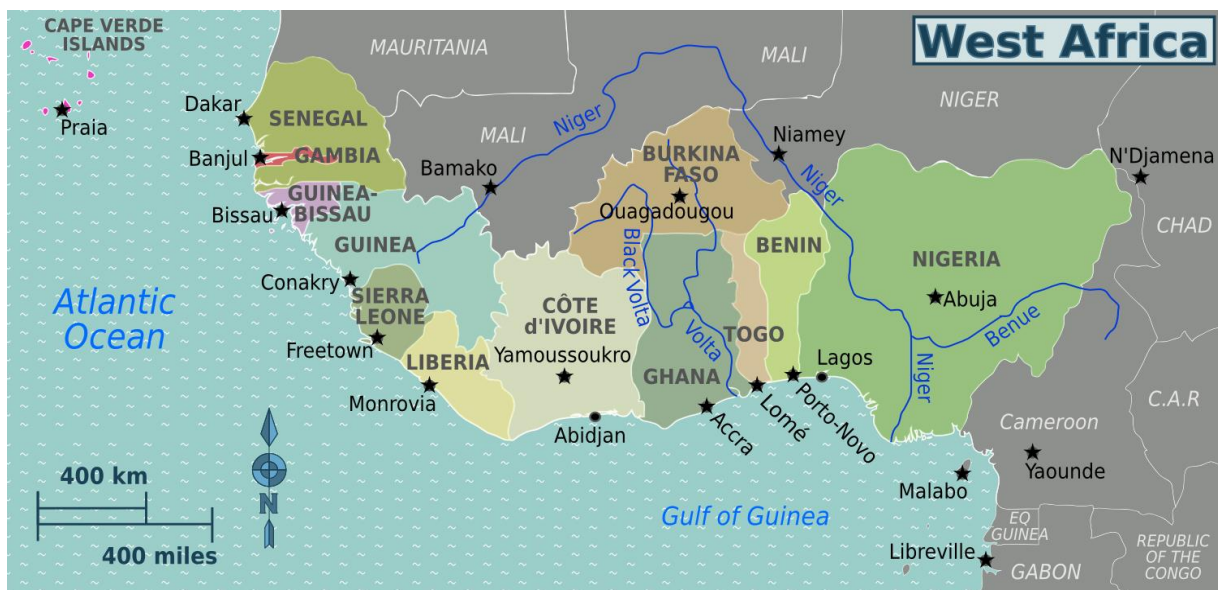 CAPE VERDE
ISLANDS
Praia
West Africa
MAURITANIA
MALI
NIGER
MALI
Dakar
SENEGAL
Niger
Niamey
N'Djamena
Banjul
GAMBIA
Bamako
BURKINA
FASO
Niger
GUINEA-
BISSAU
Bissau
Ouagadougou
CHAD
GUINEA
Black Volta
BENIN
NIGERIA
Conakry
SIERRA
LEONE
Atlantic
Ocean
CÔTE
d'IVOIRE
Abuja
Freetown
Yamoussoukro
Volta
TOGO
Benue
LIBERIA
GHANA
Lagos
Niger
Monrovia
Abidjan
Accra
Lomé
Porto-Novo
Cameroon
C.A.R
Yaounde
Malabo
400 km
400 miles
N
Gulf of Guinea
EQ
GUINEA
Libreville
GABON
REPUBLIC
OF THE
CONGO